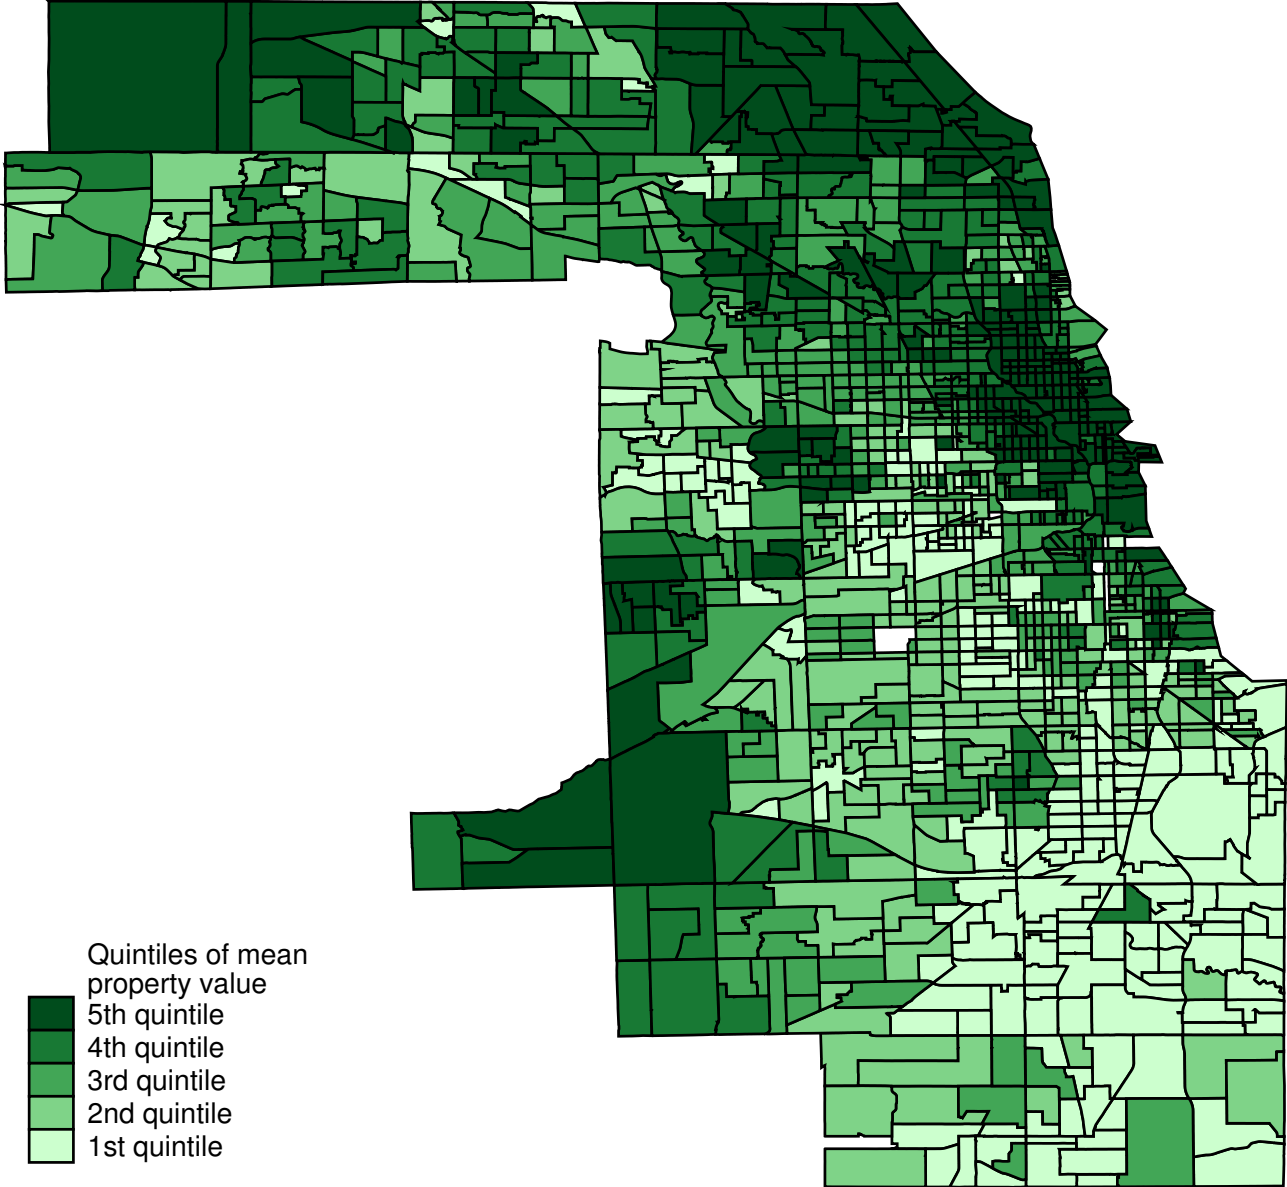 Quintiles of mean
property value
5th quintile
4th quintile
3rd quintile
2nd quintile
1st quintile